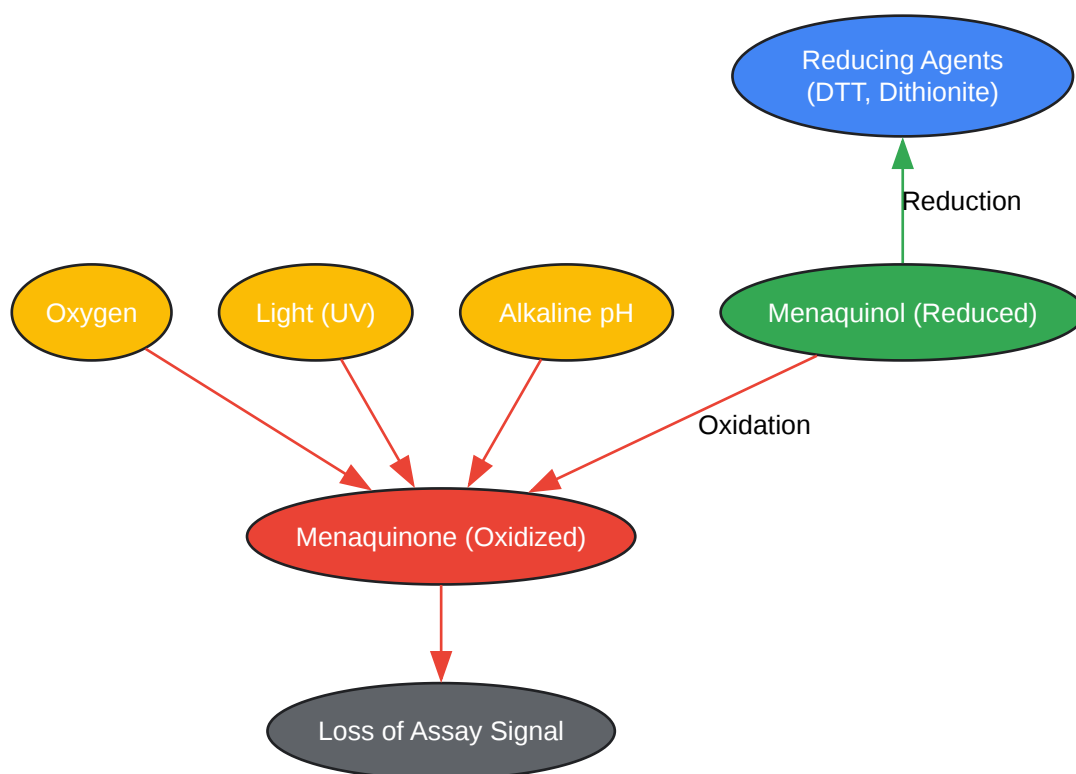 Reducing Agents
(DTT, Dithionite)
Reduction
Oxygen
Light (UV)
Alkaline pH
Menaquinol (Reduced)
Oxidation
Menaquinone (Oxidized)
Loss of Assay Signal